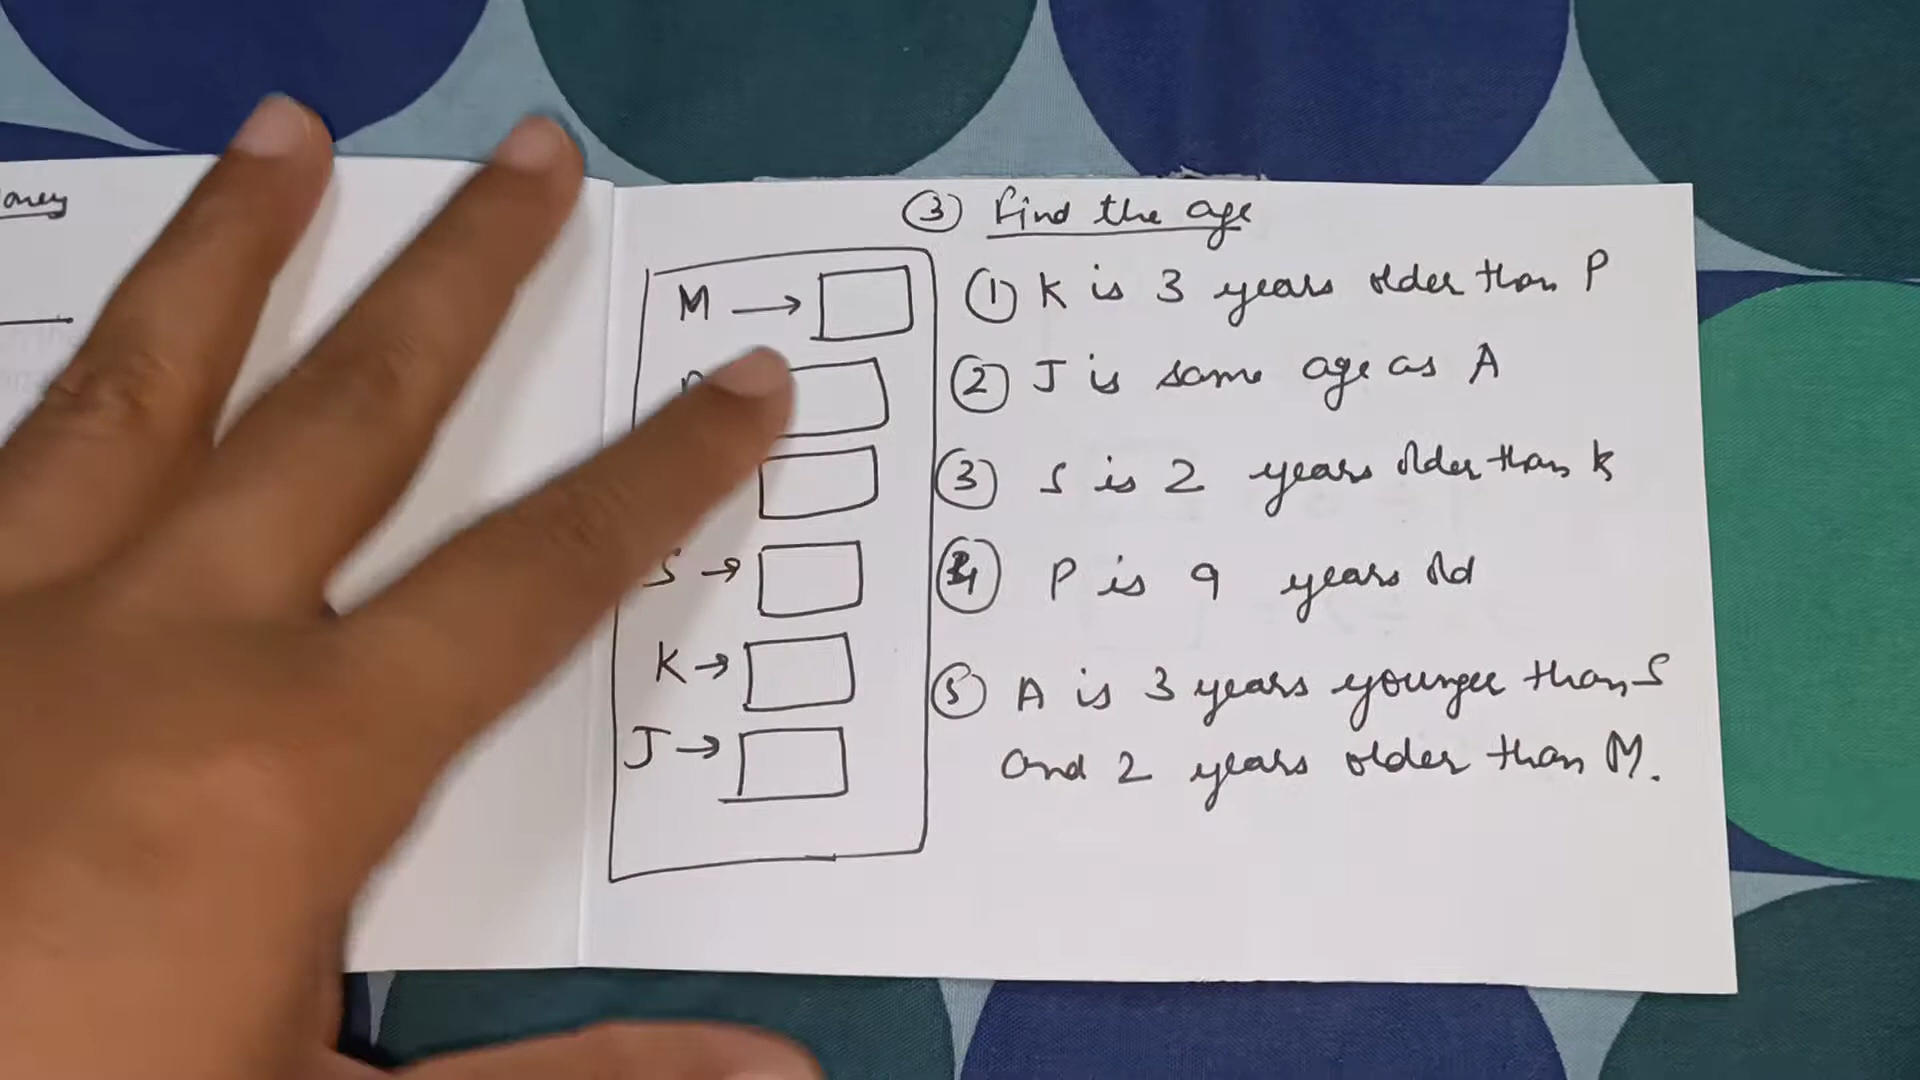 oney
③ Find the age
M →
S →
K →
J →
① K is 3 years older than P
② J is same age as A
③ S is 2 years older than k
④ P is 9 years old
⑤ A is 3 years younger than S
and 2 years older than M.